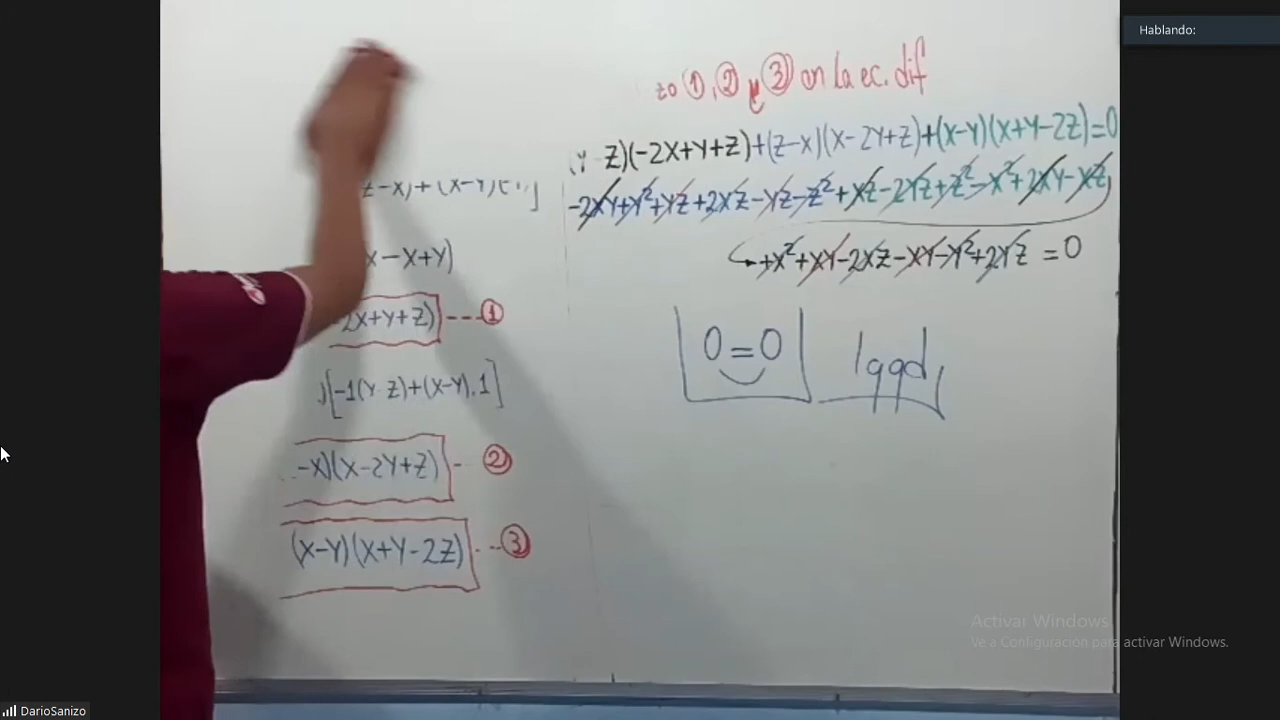 Hablando:
zo ①, ② y ③ en la ec. dif
(Y Z)(-2X+Y+Z)+(Z-X)(X-2Y+Z)+(X-Y)(X+Y-2Z)=0
-2XY+Y²+YZ+2XZ-YZ-Z²+XZ-2YZ+Z²-X²+2XY-XZ
+X²+XY-2XZ-XY-Y²+2YZ = 0
0=0
lqqd
Z-X)+(X-Y)(-1)]
X-X+Y)
2X+Y+Z) ---①
)[-1(Y Z)+(X-Y).1]
-X)(X-2Y+Z) - ②
(X-Y)(X+Y-2Z) --③
Activar Windows
Ve a Configuración para activar Windows.
DarioSanizo